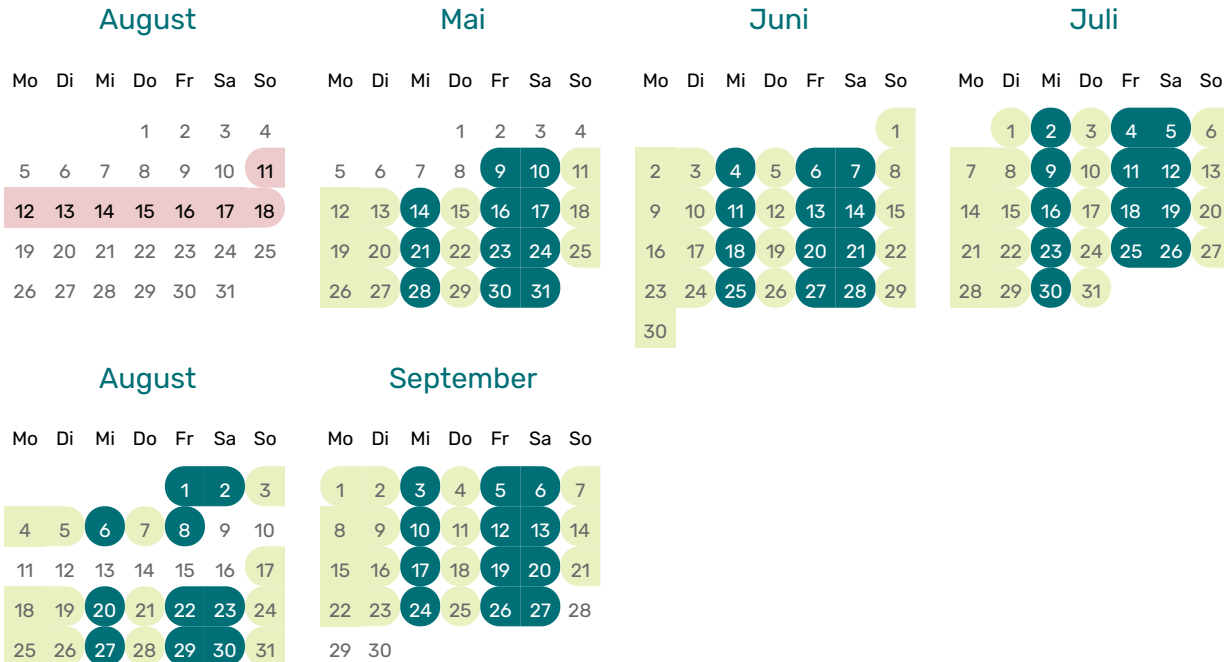 August
Mo Di Mi Do Fr Sa So
1 2 3 4
5 6 7 8 9 10 11
12 13 14 15 16 17 18
19 20 21 22 23 24 25
26 27 28 29 30 31
Mai
Mo Di Mi Do Fr Sa So
1 2 3 4
5 6 7 8 9 10 11
12 13 14 15 16 17 18
19 20 21 22 23 24 25
26 27 28 29 30 31
Juni
Mo Di Mi Do Fr Sa So
1
2 3 4 5 6 7 8
9 10 11 12 13 14 15
16 17 18 19 20 21 22
23 24 25 26 27 28 29
30
Juli
Mo Di Mi Do Fr Sa So
1 2 3 4 5 6
7 8 9 10 11 12 13
14 15 16 17 18 19 20
21 22 23 24 25 26 27
28 29 30 31
August
Mo Di Mi Do Fr Sa So
1 2 3
4 5 6 7 8 9 10
11 12 13 14 15 16 17
18 19 20 21 22 23 24
25 26 27 28 29 30 31
September
Mo Di Mi Do Fr Sa So
1 2 3 4 5 6 7
8 9 10 11 12 13 14
15 16 17 18 19 20 21
22 23 24 25 26 27 28
29 30